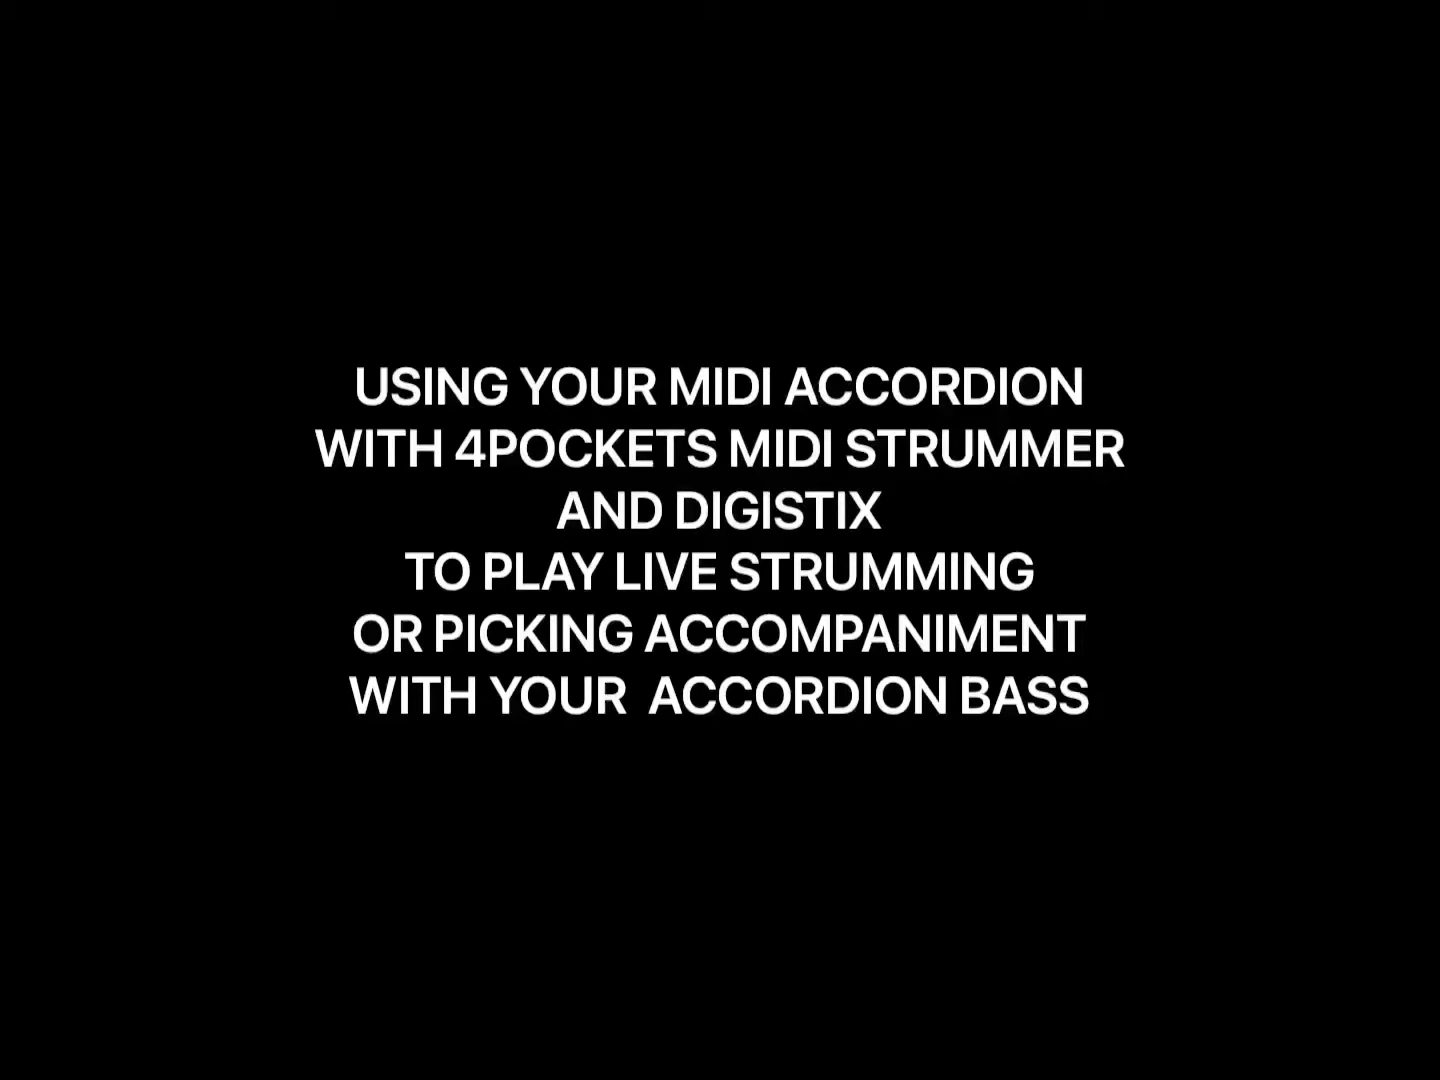 USING YOUR MIDI ACCORDION
WITH 4POCKETS MIDI STRUMMER
AND DIGISTIX
TO PLAY LIVE STRUMMING
OR PICKING ACCOMPANIMENT
WITH YOUR  ACCORDION BASS